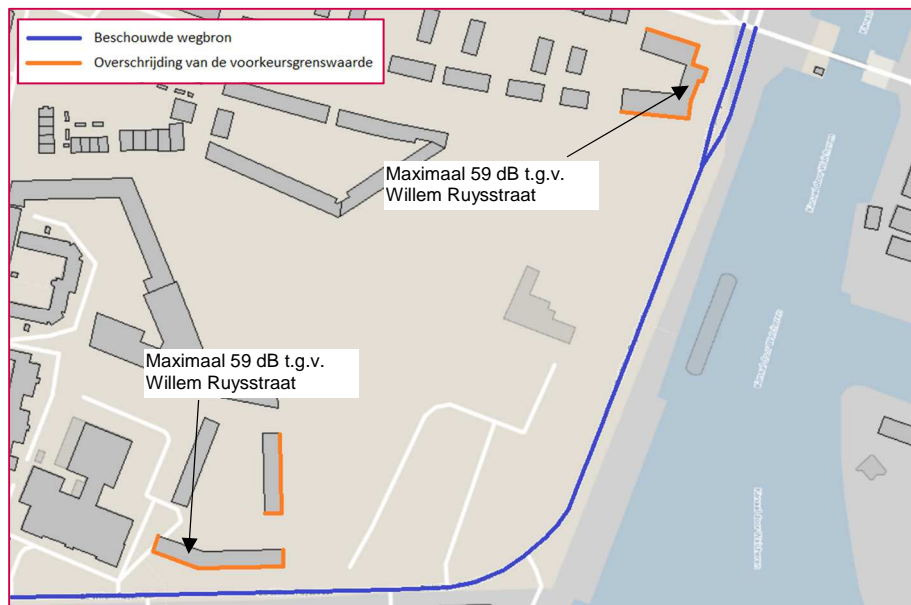 Beschouwde wegbron
Overschrijding van de voorkeursgrenswaarde
Maximaal 59 dB t.g.v.
Willem Ruysstraat
Maximaal 59 dB t.g.v.
Willem Ruysstraat